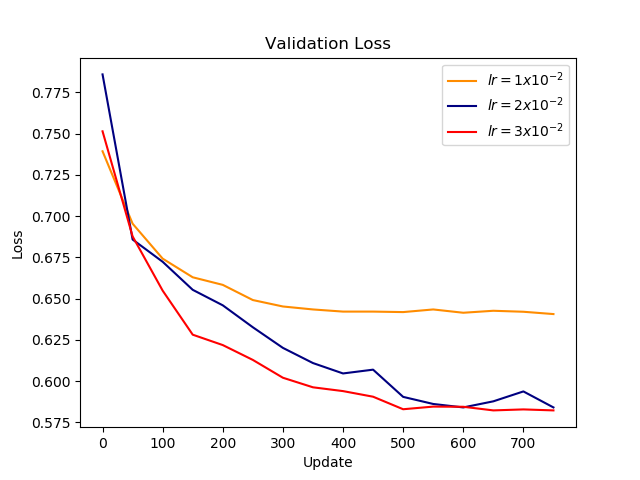 Validation Loss
lr = 1x10⁻²
lr = 2x10⁻²
lr = 3x10⁻²
0.775
0.750
0.725
0.700
0.675
0.650
0.625
0.600
0.575
Loss
0 100 200 300 400 500 600 700
Update